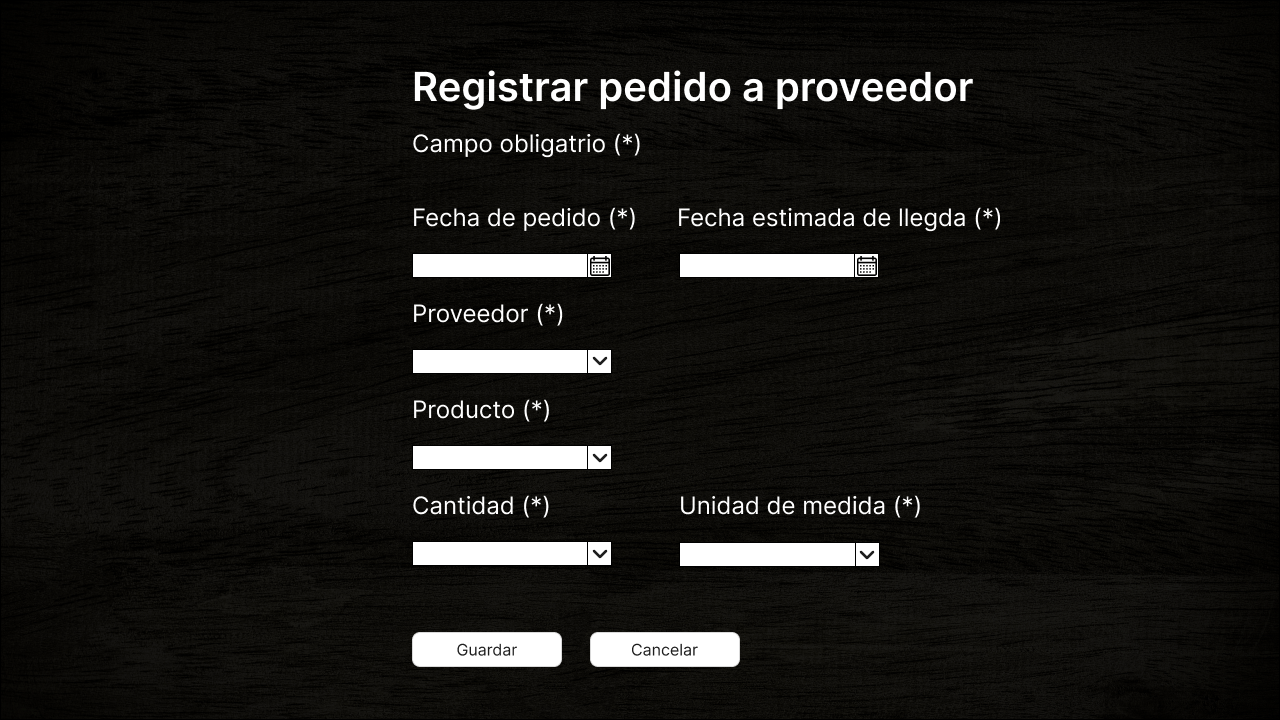 Registrar pedido a proveedor
Campo obligatrio (*)
Fecha de pedido (*) Fecha estimada de llegda (*)
Proveedor (*)
Producto (*)
Cantidad (*) Unidad de medida (*)
Guardar Cancelar